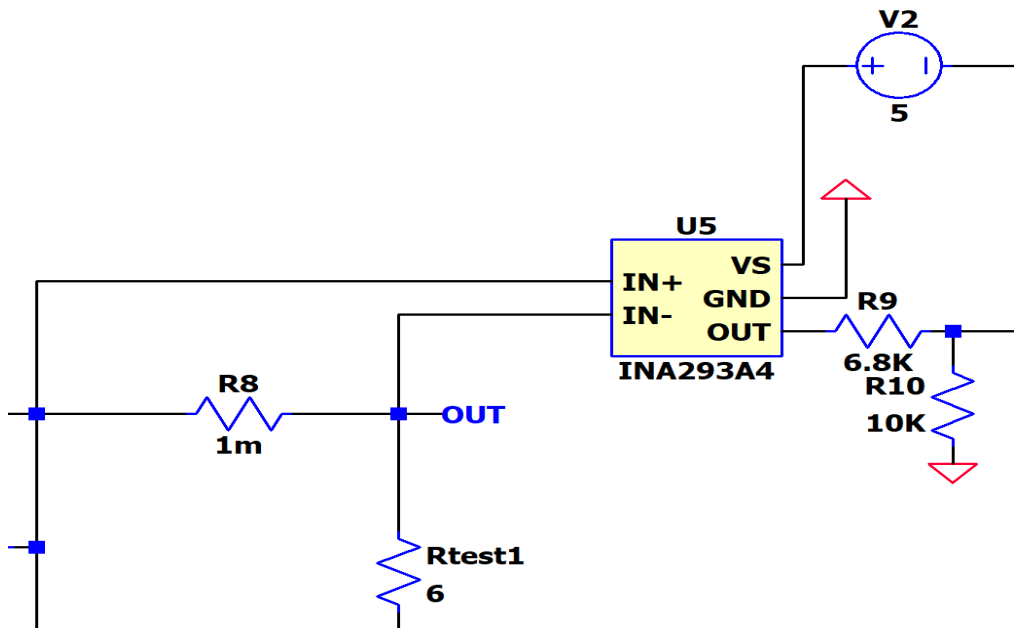 V2
+ -
5
U5
VS
IN+
GND
IN-
OUT
R9
INA293A4
6.8K
R8
R10
OUT
10K
1m
Rtest1
6